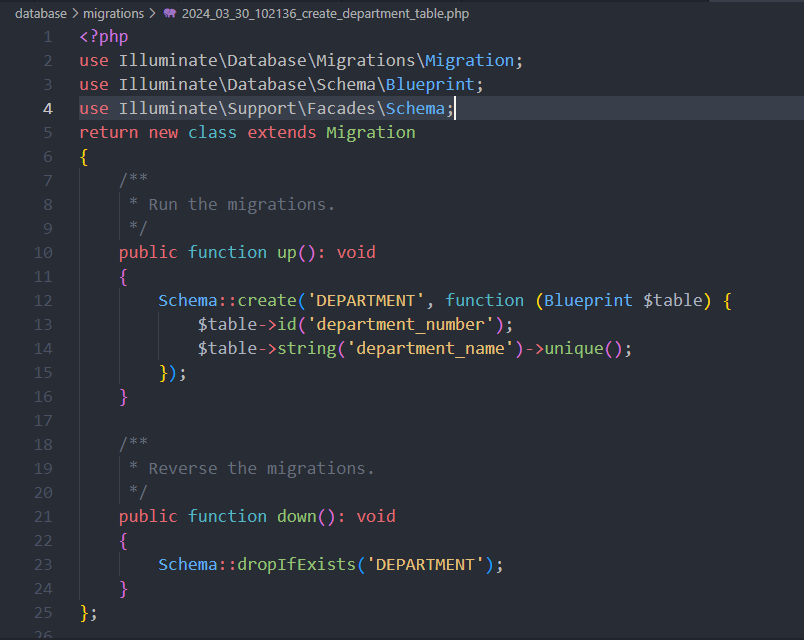 database > migrations > 2024_03_30_102136_create_department_table.php
1 <?php
2 use Illuminate\Database\Migrations\Migration;
3 use Illuminate\Database\Schema\Blueprint;
4 use Illuminate\Support\Facades\Schema;
5 return new class extends Migration
6 {
7     /**
8      * Run the migrations.
9      */
10     public function up(): void
11     {
12         Schema::create('DEPARTMENT', function (Blueprint $table) {
13             $table->id('department_number');
14             $table->string('department_name')->unique();
15         });
16     }
17
18     /**
19      * Reverse the migrations.
20      */
21     public function down(): void
22     {
23         Schema::dropIfExists('DEPARTMENT');
24     }
25 };
26